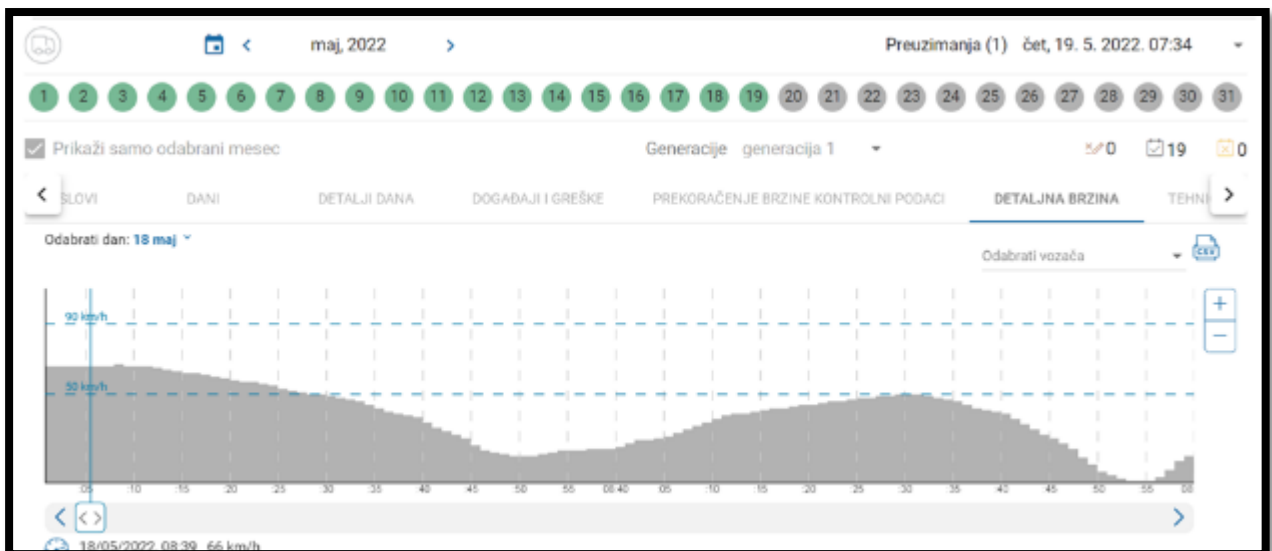 maj, 2022
Preuzimanja (1) čet, 19. 5. 2022. 07:34
1 2 3 4 5 6 7 8 9 10 11 12 13 14 15 16 17 18 19 20 21 22 23 24 25 26 27 28 29 30 31
Prikaži samo odabrani mesec
Generacije generacija 1
0 19 0
SLOVI DANI DETALJI DANA DOGAĐAJI I GREŠKE PREKORAČENJE BRZINE KONTROLNI PODACI DETALJNA BRZINA TEHNI
Odabrati dan: 18 maj
Odabrati vozača
CSV
90 km/h
50 km/h
:05 :10 :15 :20 :25 :30 :35 :40 :45 :50 :55 08:40 :05 :10 :15 :20 :25 :30 :35 :40 :45 :50 :55 08
18/05/2022 08:39 66 km/h